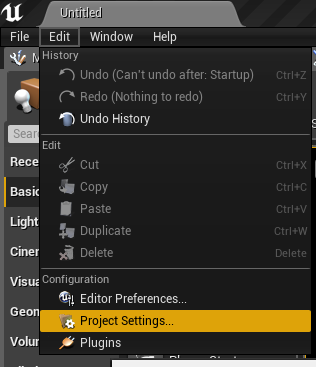 Untitled
File Edit Window Help
History
Undo (Can't undo after: Startup) Ctrl+Z
Redo (Nothing to redo) Ctrl+Y
Undo History
Sear
Edit
Rece
Cut Ctrl+X
Basic
Copy Ctrl+C
Paste Ctrl+V
Light
Duplicate Ctrl+W
Cinen
Delete Delete
Visua
Configuration
Geon
Editor Preferences...
Project Settings...
Volun
Plugins